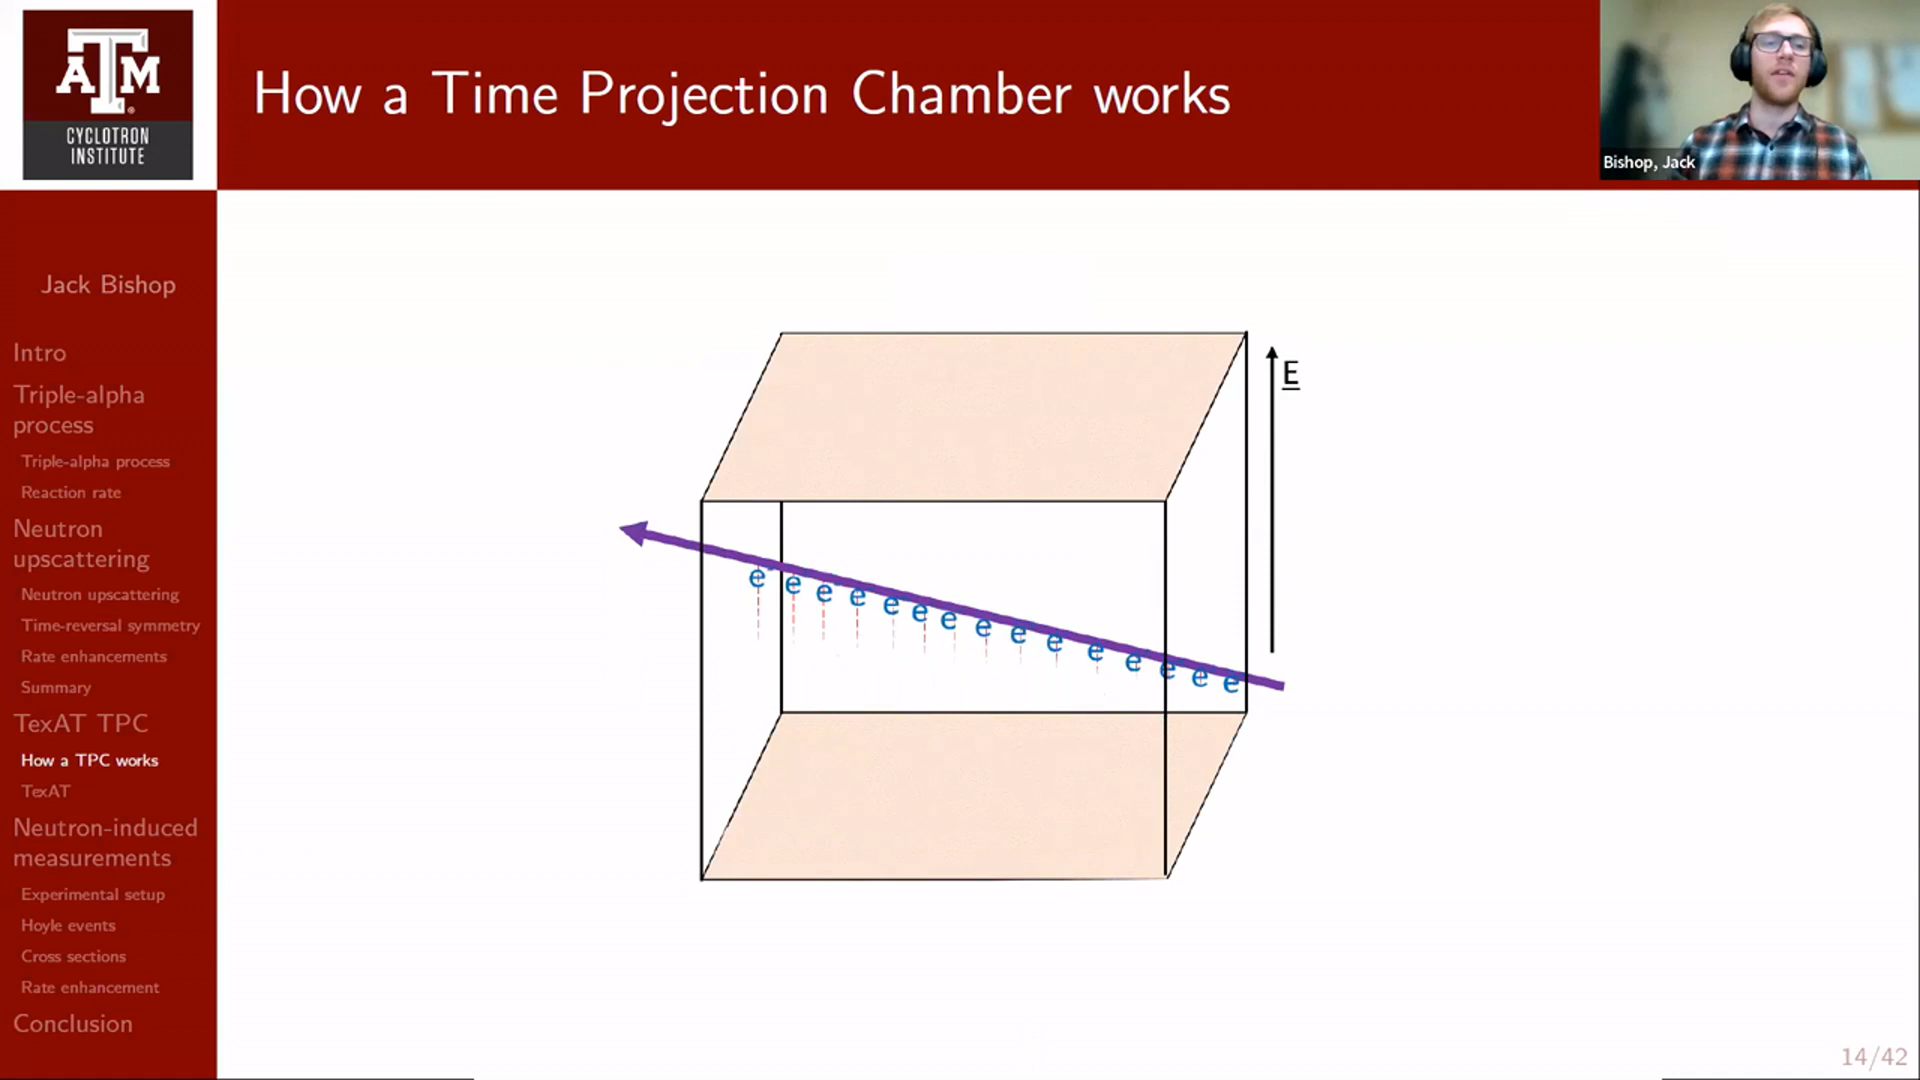 ATM
CYCLOTRON
INSTITUTE
How a Time Projection Chamber works
Bishop, Jack
Jack Bishop
Intro
Triple-alpha
process
Triple-alpha process
Reaction rate
Neutron
upscattering
Neutron upscattering
Time-reversal symmetry
Rate enhancements
Summary
TexAT TPC
How a TPC works
TexAT
Neutron-induced
measurements
Experimental setup
Hoyle events
Cross sections
Rate enhancement
Conclusion
E
e⁻ e e e e e e e e e e e e e e
14/42